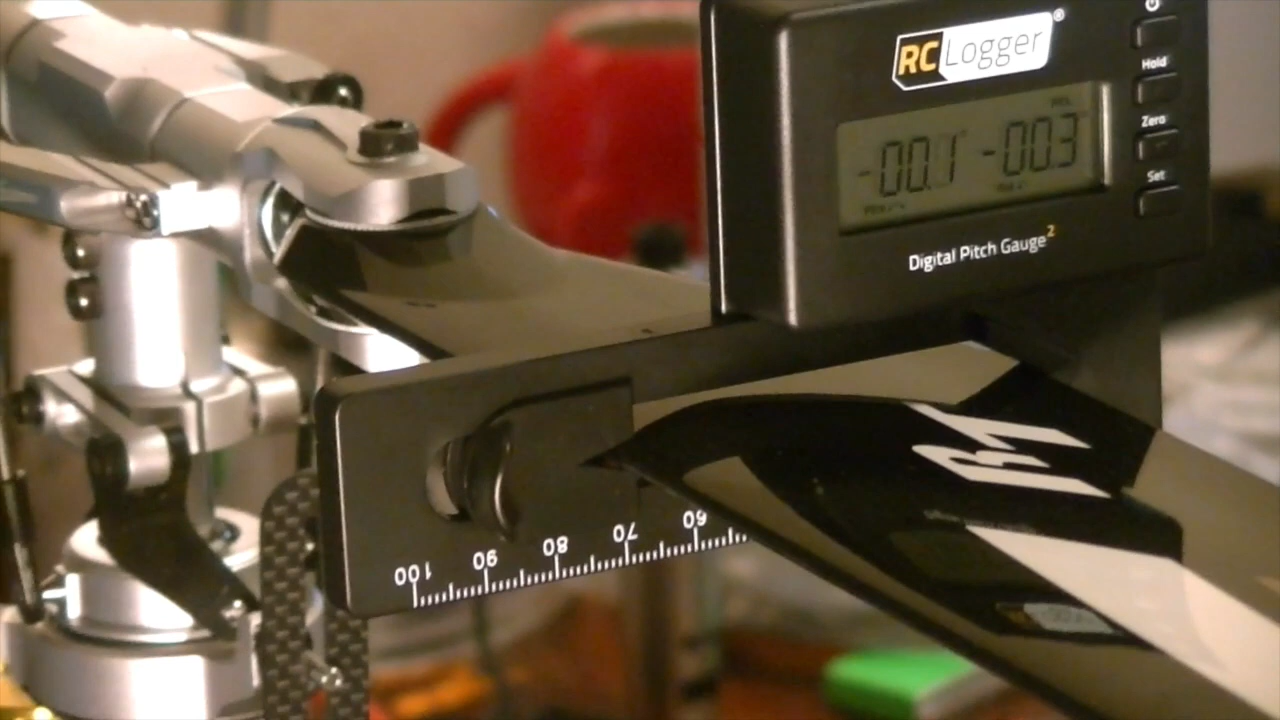 RC Logger®
Hold
Zero
Set
-00.1° -00.3°
Digital Pitch Gauge²
100 90 80 70 60